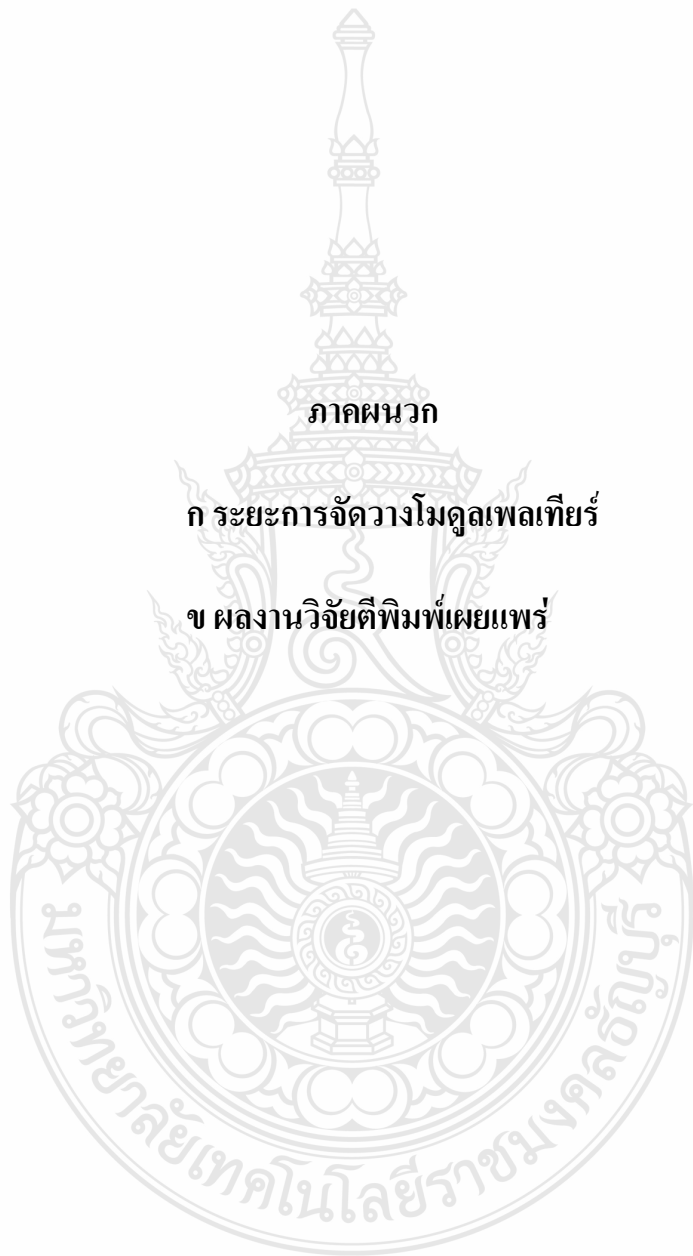 ภาคผนวก
ก ระยะการจัดวางโมดูลเพลเทียร์
ข ผลงานวิจัยตีพิมพ์เผยแพร่
มหาวิทยาลัยเทคโนโลยีราชมงคลธัญบุรี